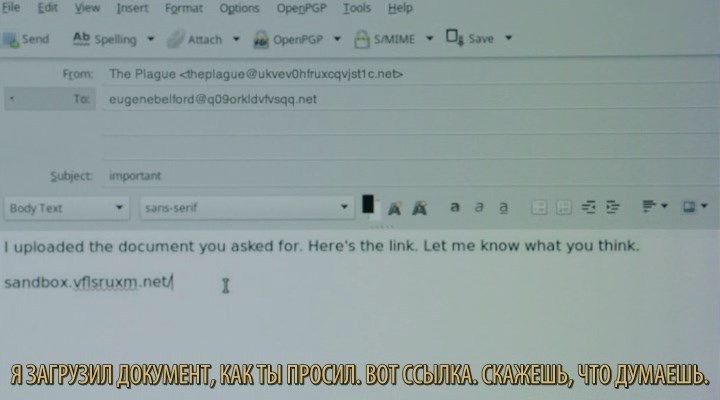 File Edit View Insert Format Options OpenPGP Tools Help
Send Ab Spelling Attach OpenPGP S/MIME Save
From: The Plague <theplague@ukvev0hfruxcqvjst1c.net>
To: eugenebelford@q09orkldvfvsqq.net
Subject: important
Body Text sans-serif A A a a a
I uploaded the document you asked for. Here's the link. Let me know what you think.
sandbox.vflsruxm.net/
Я ЗАГРУЗИЛ ДОКУМЕНТ, КАК ТЫ ПРОСИЛ. ВОТ ССЫЛКА. СКАЖЕШЬ, ЧТО ДУМАЕШЬ.